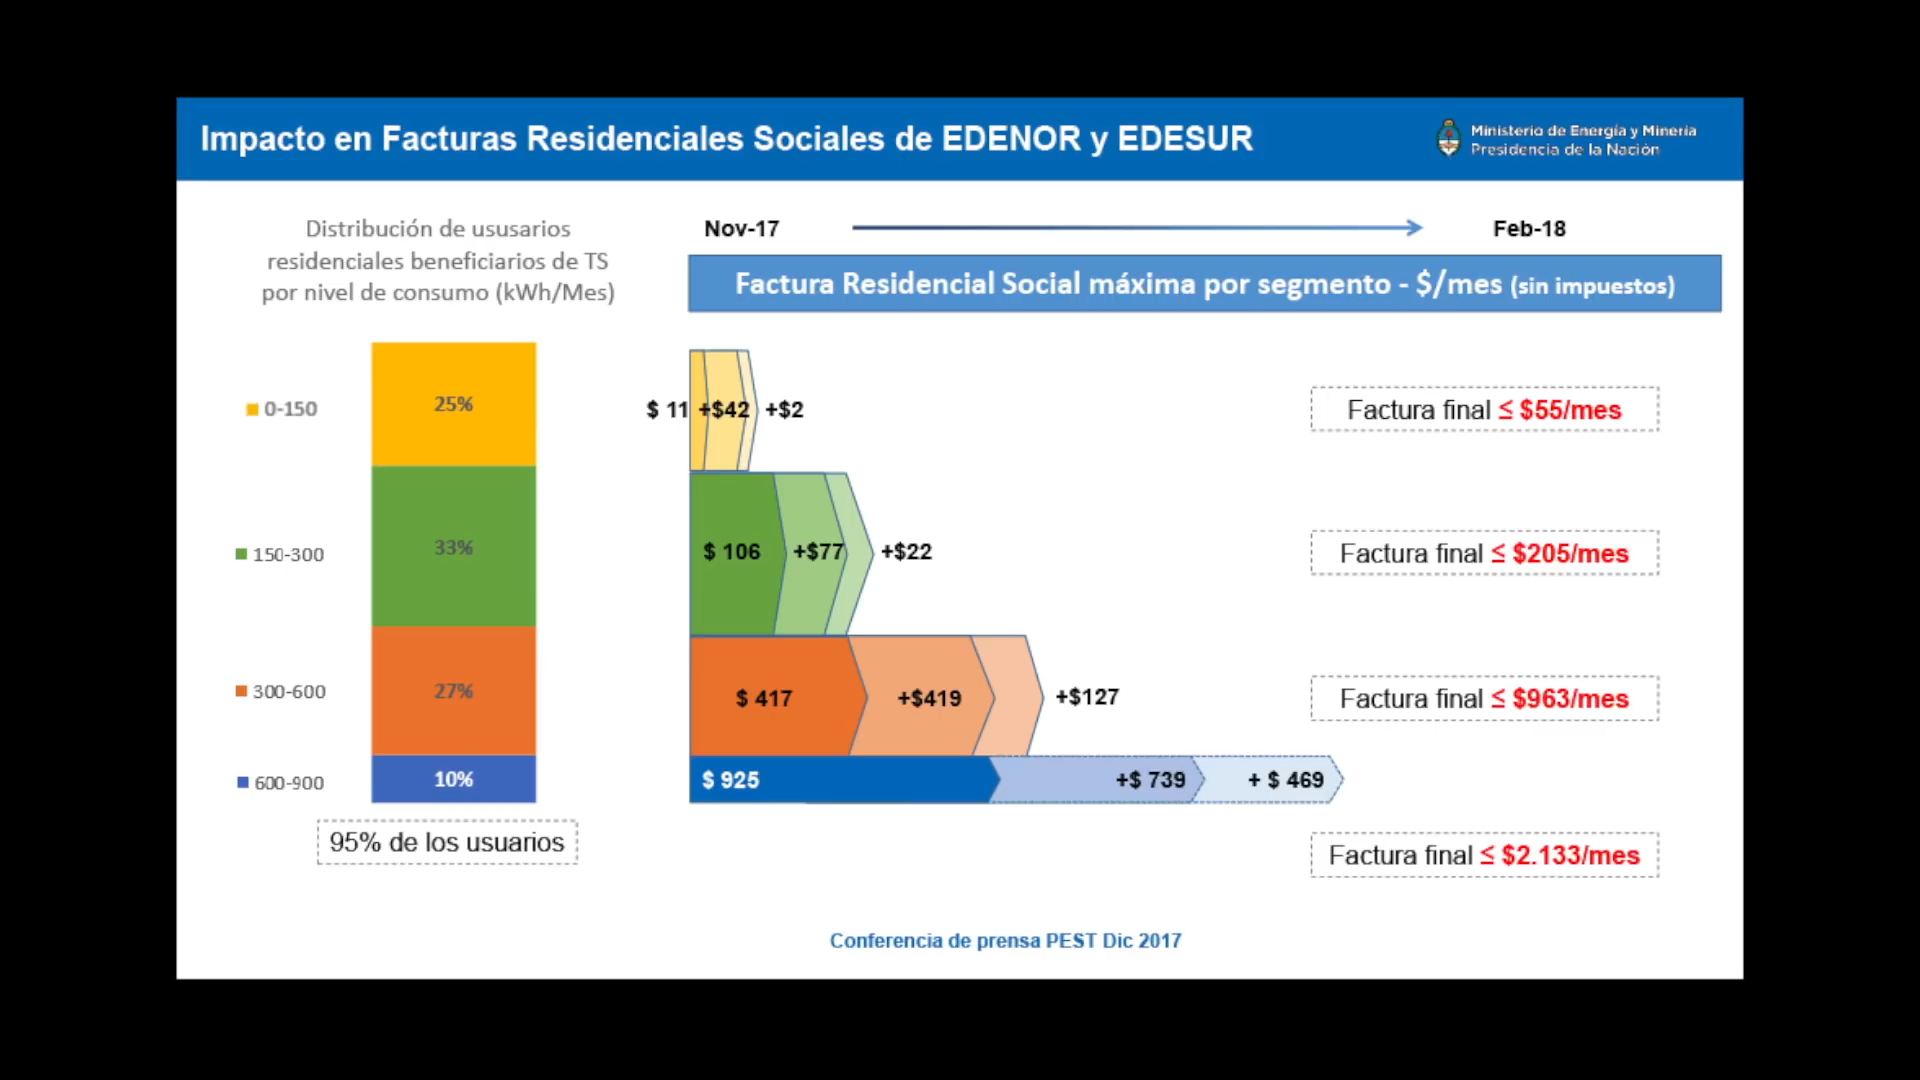 Impacto en Facturas Residenciales Sociales de EDENOR y EDESUR
Ministerio de Energía y Minería
Presidencia de la Nación
Distribución de ususarios
residenciales beneficiarios de TS
por nivel de consumo (kWh/Mes)
Nov-17
Feb-18
Factura Residencial Social máxima por segmento - $/mes (sin impuestos)
0-150
25%
$ 11
+$42
+$2
Factura final ≤ $55/mes
150-300
33%
$ 106
+$77
+$22
Factura final ≤ $205/mes
300-600
27%
$ 417
+$419
+$127
Factura final ≤ $963/mes
600-900
10%
$ 925
+$ 739
+ $ 469
95% de los usuarios
Factura final ≤ $2.133/mes
Conferencia de prensa PEST Dic 2017